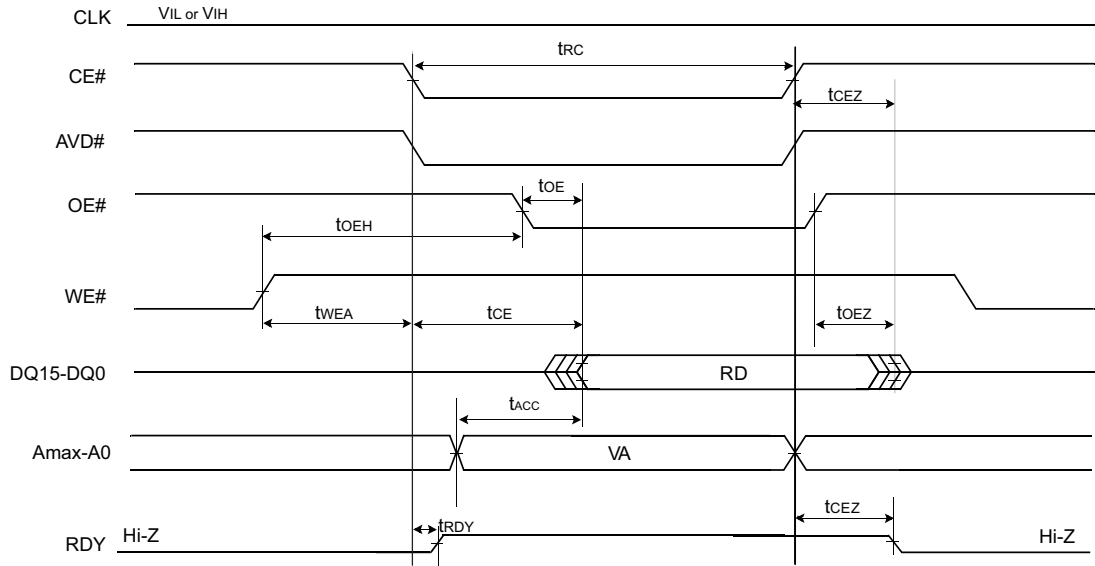 CLK VIL or VIH
tRC
CE#
tCEZ
AVD#
tOE
OE#
tOEH
WE#
tWEA tCE tOEZ
DQ15-DQ0 RD
tACC
Amax-A0 VA
tCEZ
tRDY
RDY Hi-Z Hi-Z